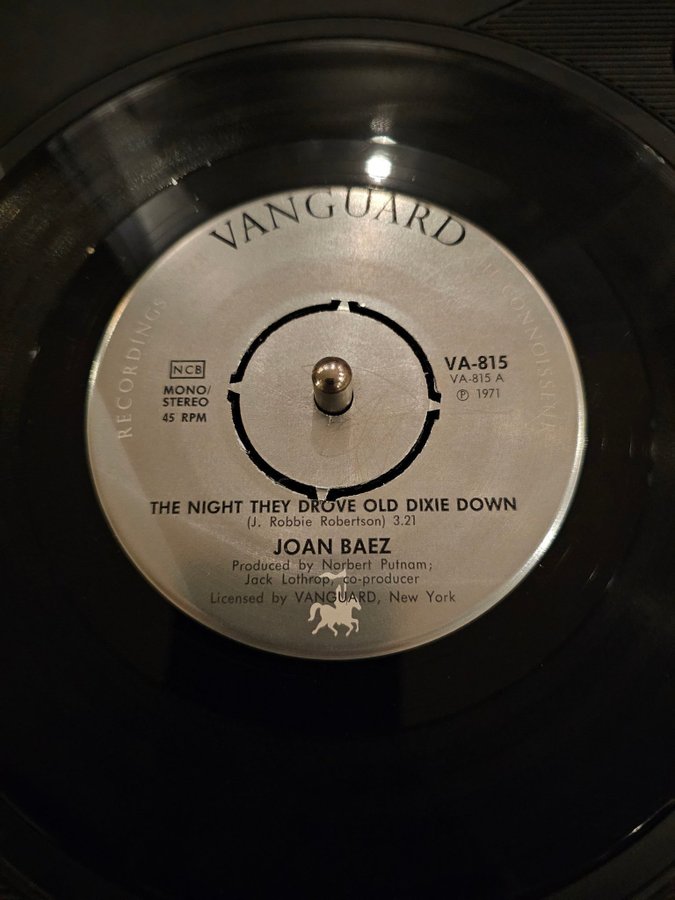 VANGUARD
RECORDINGS
NCB
MONO/
STEREO
45 RPM
VA-815
VA-815 A
Ⓟ 1971
THE NIGHT THEY DROVE OLD DIXIE DOWN
(J. Robbie Robertson) 3.21
JOAN BAEZ
Produced by Norbert Putnam;
Jack Lothrop, co-producer
Licensed by VANGUARD, New York